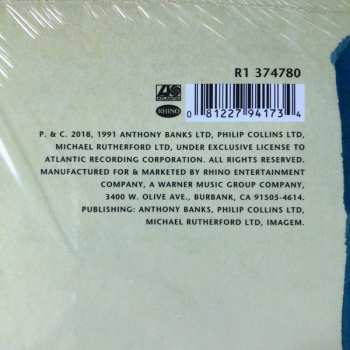 R1 374780
ATLANTIC
RHINO
0 81227 94173 4
P. & C. 2018, 1991 ANTHONY BANKS LTD, PHILIP COLLINS LTD,
MICHAEL RUTHERFORD LTD, UNDER EXCLUSIVE LICENSE TO
ATLANTIC RECORDING CORPORATION. ALL RIGHTS RESERVED.
MANUFACTURED FOR & MARKETED BY RHINO ENTERTAINMENT
COMPANY, A WARNER MUSIC GROUP COMPANY,
3400 W. OLIVE AVE., BURBANK, CA 91505-4614.
PUBLISHING: ANTHONY BANKS, PHILIP COLLINS LTD,
MICHAEL RUTHERFORD LTD, IMAGEM.